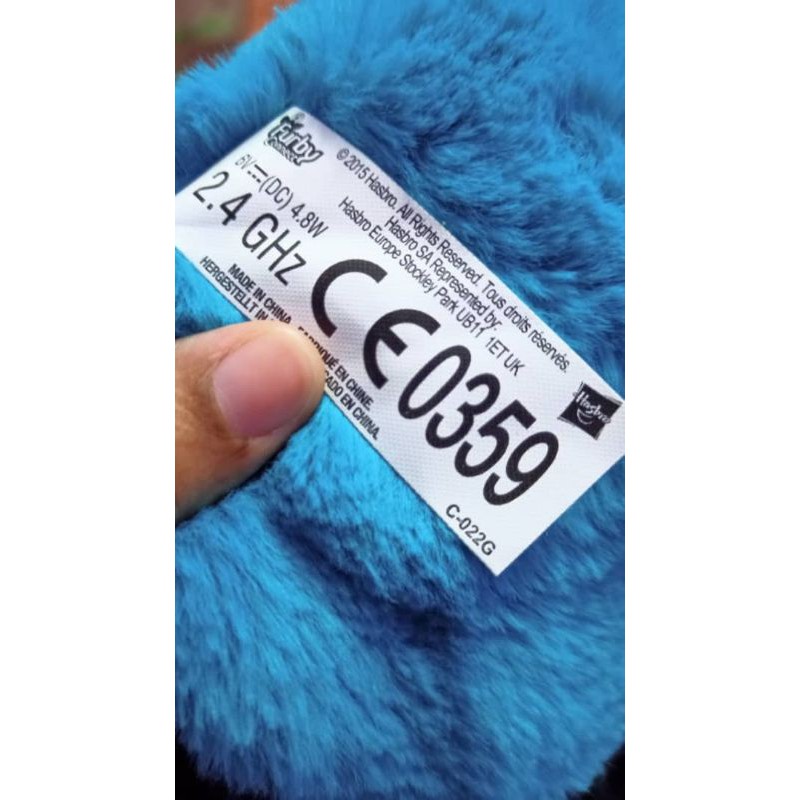 Furby
Connect
© 2015 Hasbro. All Rights Reserved. Tous droits réservés.
Hasbro SA Represented by:
Hasbro Europe Stockley Park UB11 1ET UK
6V⎓(DC) 4.8W
2.4 GHz
CE0359
MADE IN CHINA. FABRIQUÉ EN CHINE.
HERGESTELLT IN EN CHINA.
C-022G
Hasbro